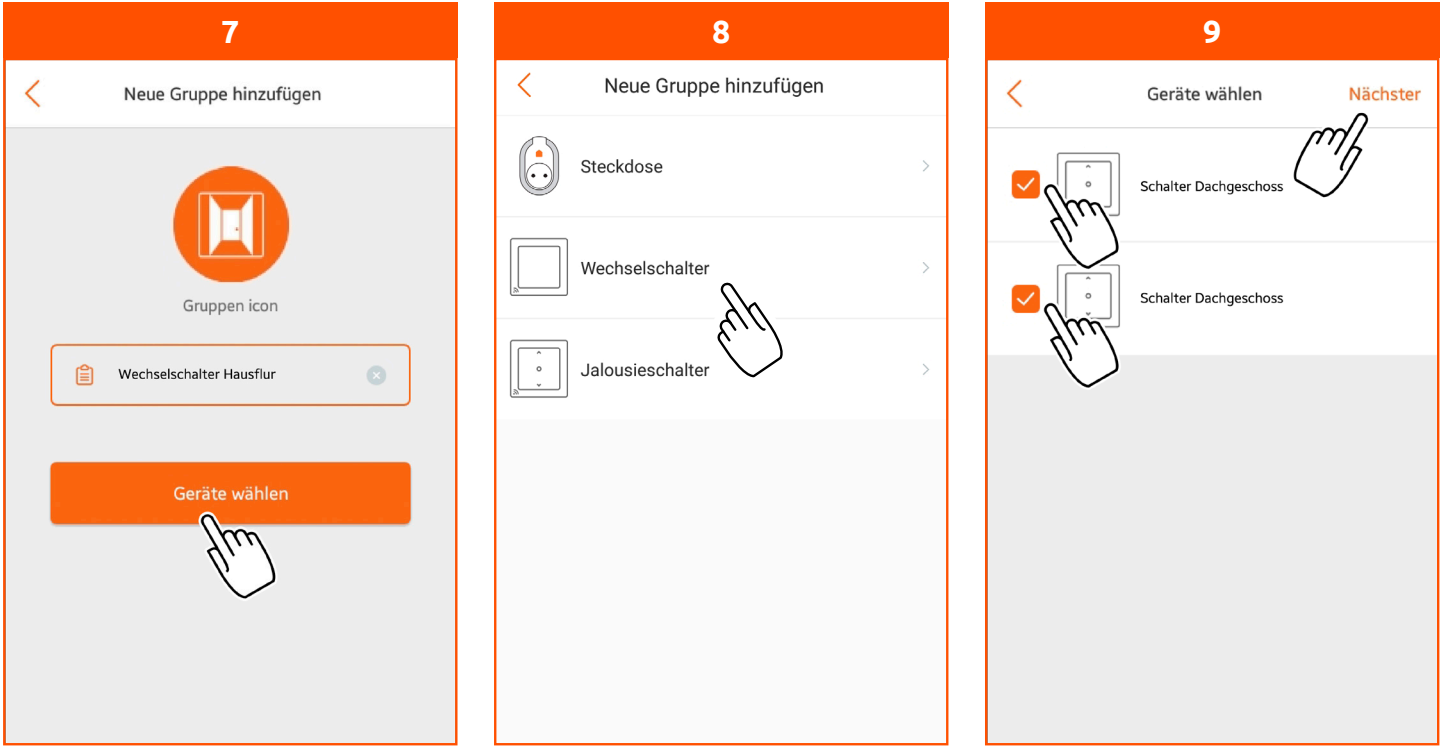 7
Neue Gruppe hinzufügen
Gruppen icon
Wechselschalter Hausflur
Geräte wählen
8
Neue Gruppe hinzufügen
Steckdose
Wechselschalter
Jalousieschalter
9
Geräte wählen
Nächster
Schalter Dachgeschoss
Schalter Dachgeschoss